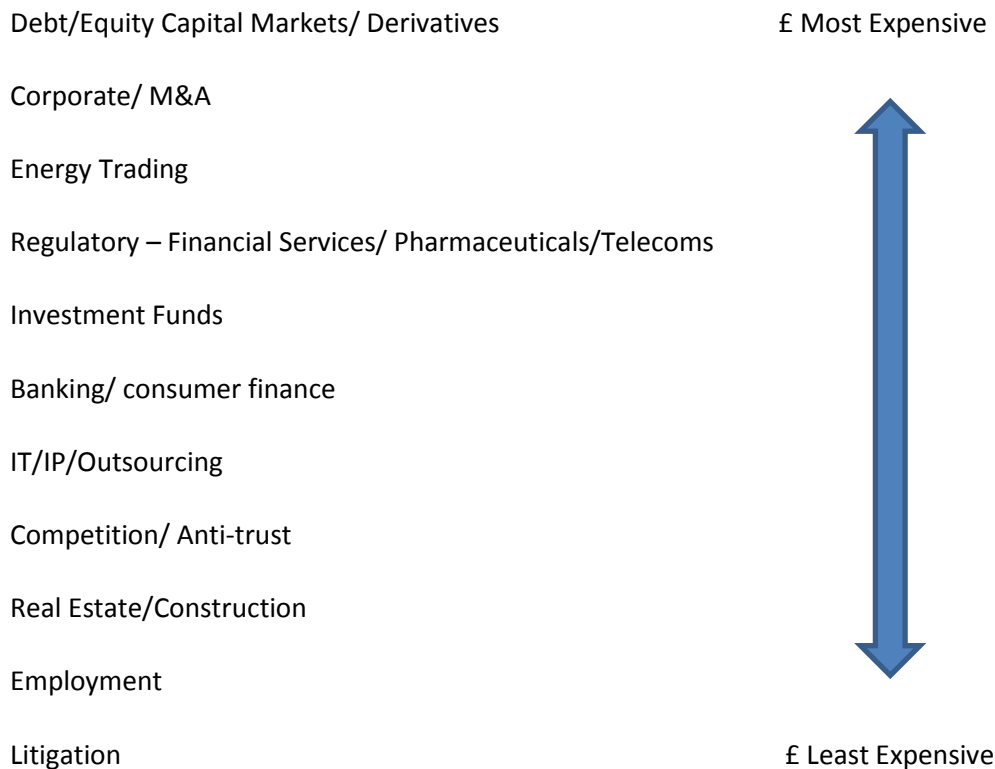 Debt/Equity Capital Markets/ Derivatives £ Most Expensive
Corporate/ M&A
Energy Trading
Regulatory – Financial Services/ Pharmaceuticals/Telecoms
Investment Funds
Banking/ consumer finance
IT/IP/Outsourcing
Competition/ Anti-trust
Real Estate/Construction
Employment
Litigation £ Least Expensive